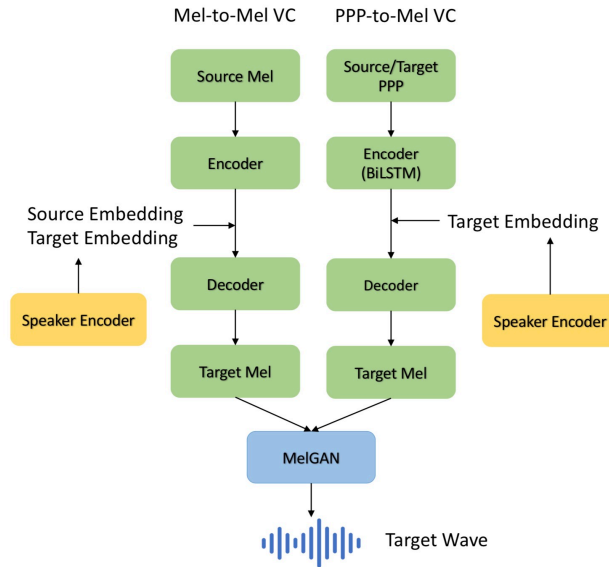 Mel-to-Mel VC
PPP-to-Mel VC
Source Mel
Source/Target
PPP
Encoder
Encoder
(BiLSTM)
Source Embedding
Target Embedding
Target Embedding
Speaker Encoder
Decoder
Decoder
Speaker Encoder
Target Mel
Target Mel
MelGAN
Target Wave